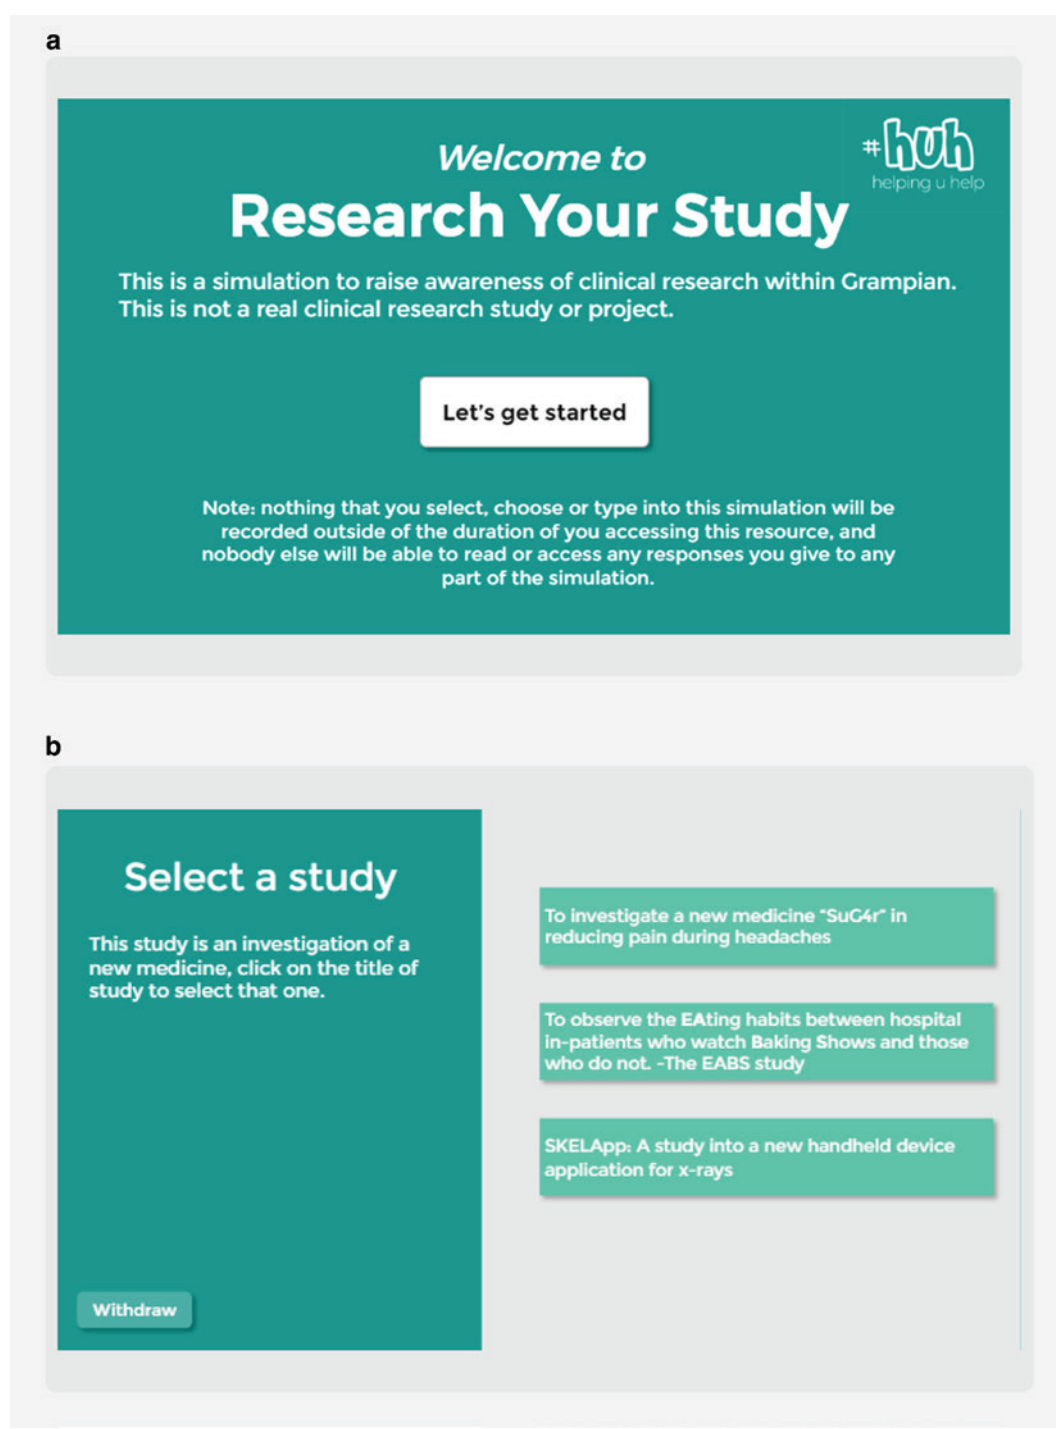 a
#huh
helping u help
Welcome to
Research Your Study
This is a simulation to raise awareness of clinical research within Grampian.
This is not a real clinical research study or project.
Let's get started
Note: nothing that you select, choose or type into this simulation will be
recorded outside of the duration of you accessing this resource, and
nobody else will be able to read or access any responses you give to any
part of the simulation.
b
Select a study
This study is an investigation of a
new medicine, click on the title of
study to select that one.
Withdraw
To investigate a new medicine "SuG4r" in
reducing pain during headaches
To observe the EAting habits between hospital
in-patients who watch Baking Shows and those
who do not. -The EABS study
SKELApp: A study into a new handheld device
application for x-rays